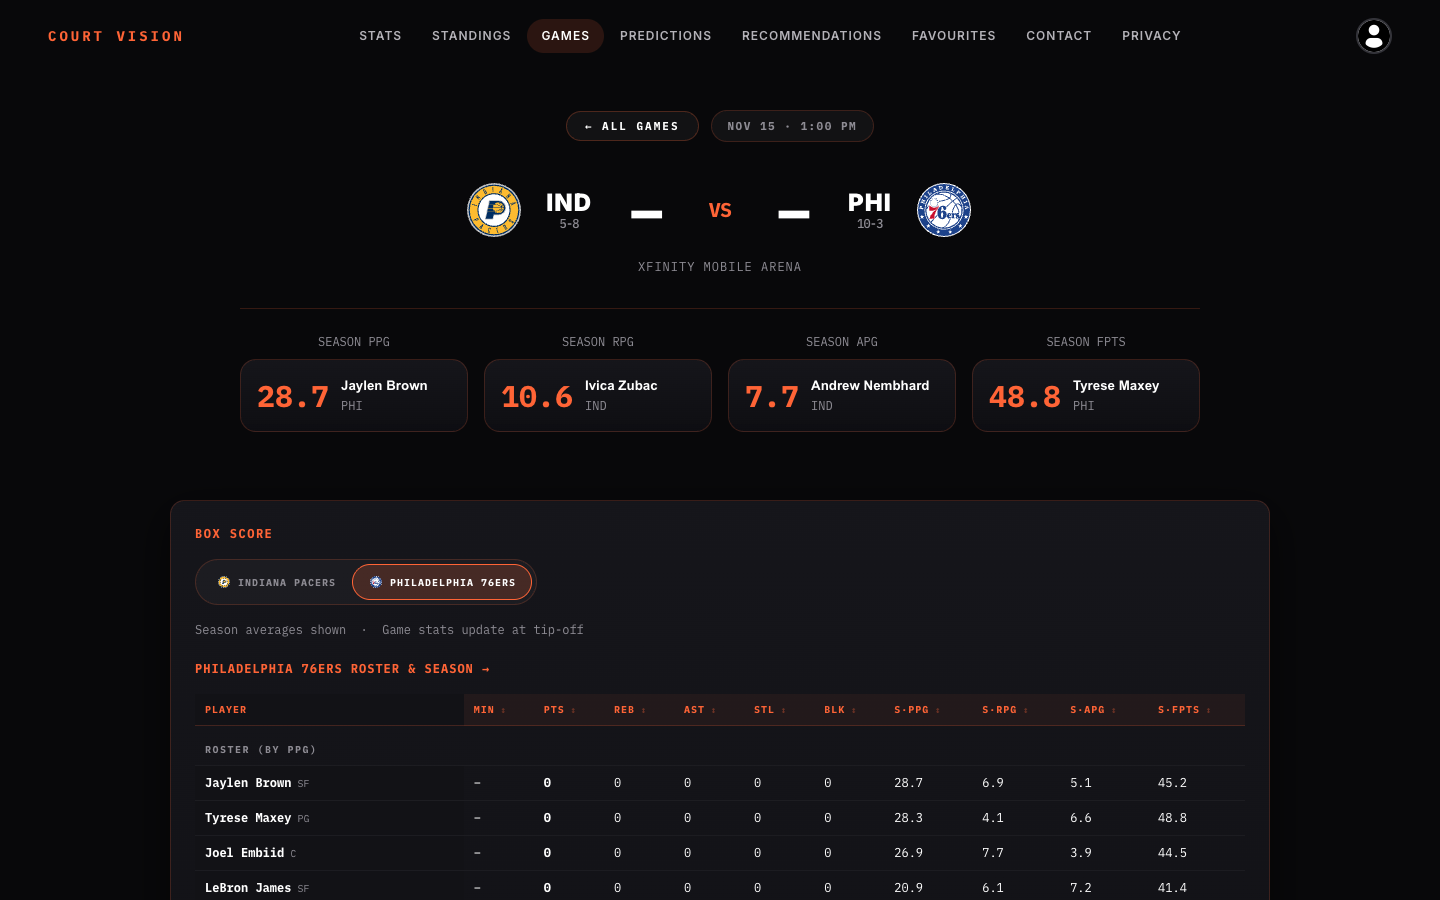 COURT VISION STATS STANDINGS GAMES PREDICTIONS RECOMMENDATIONS FAVOURITES CONTACT PRIVACY
← ALL GAMES NOV 15 · 1:00 PM
INDIANA PACERS IND — VS — PHI PHILADELPHIA 76ers
5-8 10-3
XFINITY MOBILE ARENA
SEASON PPG SEASON RPG SEASON APG SEASON FPTS
28.7 Jaylen Brown PHI
10.6 Ivica Zubac IND
7.7 Andrew Nembhard IND
48.8 Tyrese Maxey PHI
BOX SCORE
INDIANA PACERS PHILADELPHIA 76ERS
Season averages shown · Game stats update at tip-off
PHILADELPHIA 76ERS ROSTER & SEASON →
PLAYER MIN ↕ PTS ↕ REB ↕ AST ↕ STL ↕ BLK ↕ S·PPG ↕ S·RPG ↕ S·APG ↕ S·FPTS ↕
ROSTER (BY PPG)
Jaylen Brown SF – 0 0 0 0 0 28.7 6.9 5.1 45.2
Tyrese Maxey PG – 0 0 0 0 0 28.3 4.1 6.6 48.8
Joel Embiid C – 0 0 0 0 0 26.9 7.7 3.9 44.5
LeBron James SF – 0 0 0 0 0 20.9 6.1 7.2 41.4